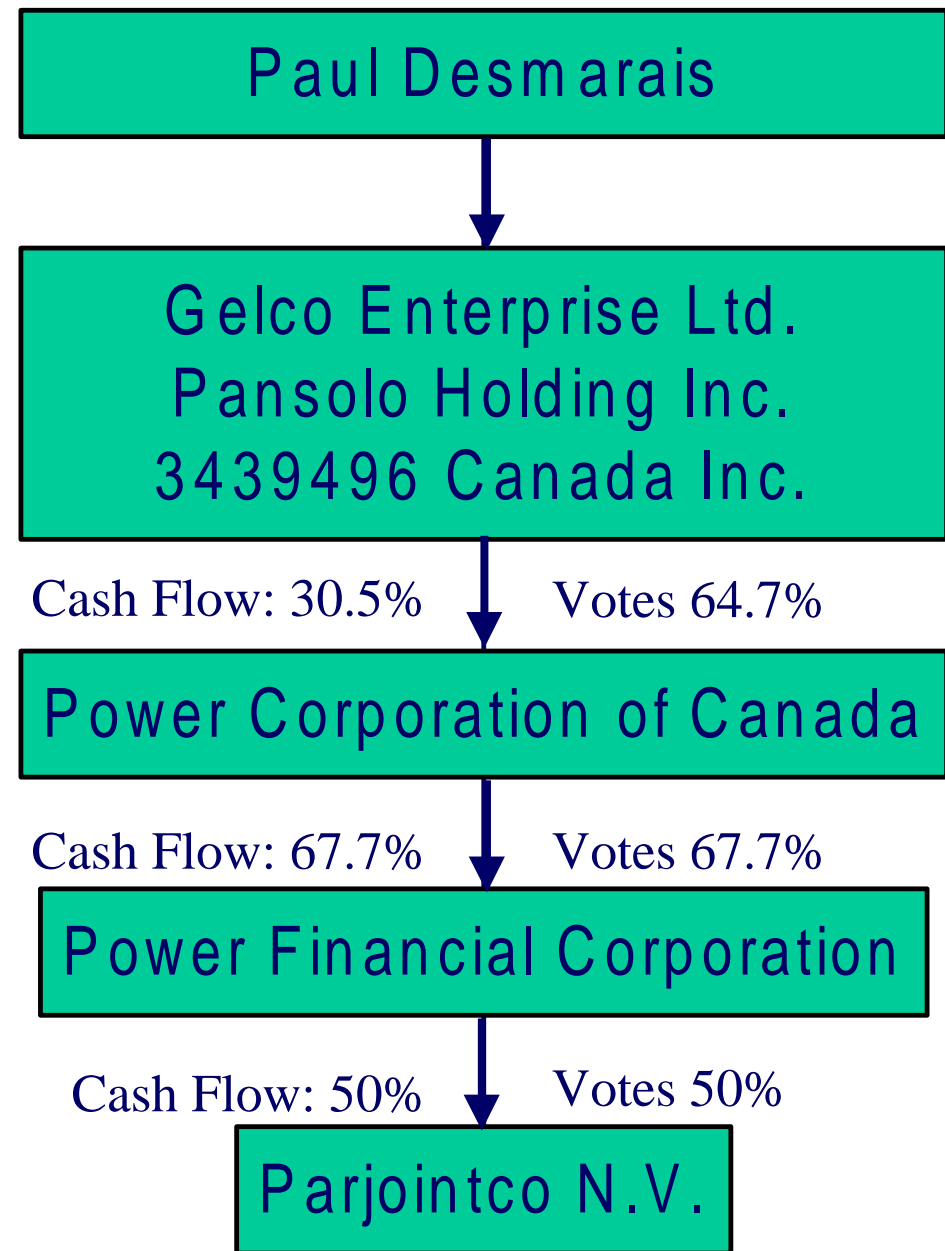 Paul Desmarais
Gelco Enterprise Ltd.
Pansolo Holding Inc.
3439496 Canada Inc.
Cash Flow: 30.5% Votes 64.7%
Power Corporation of Canada
Cash Flow: 67.7% Votes 67.7%
Power Financial Corporation
Cash Flow: 50% Votes 50%
Parjointco N.V.